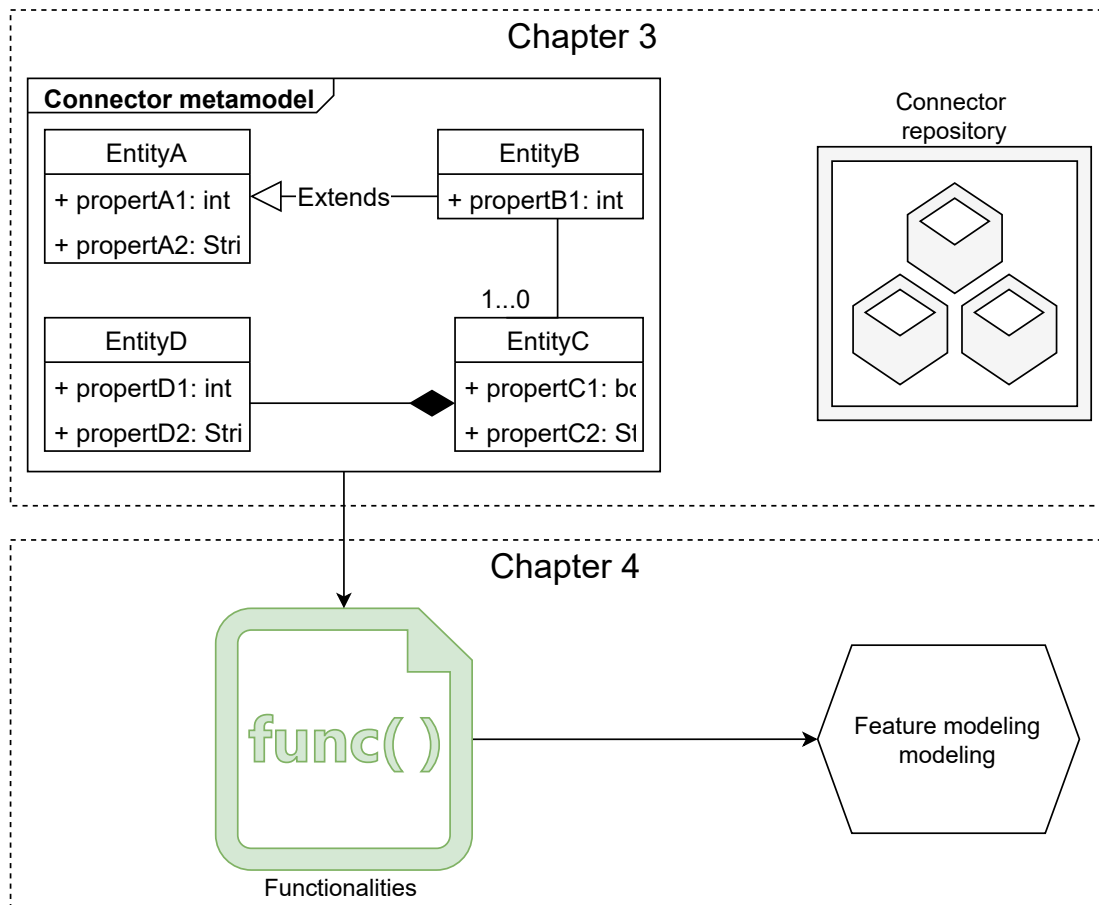 Chapter 3
Connector metamodel
EntityA
+ propertA1: int
+ propertA2: Stri
Extends
EntityB
+ propertB1: int
1...0
EntityD
+ propertD1: int
+ propertD2: Stri
EntityC
+ propertC1: bo
+ propertC2: St
Connector
repository
Chapter 4
func( )
Functionalities
Feature modeling
modeling